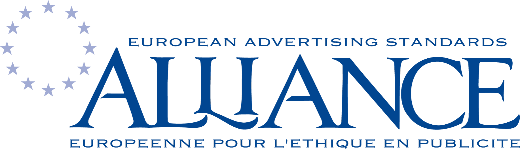 EUROPEAN ADVERTISING STANDARDS
ALLIANCE
EUROPEENNE POUR L'ETHIQUE EN PUBLICITE